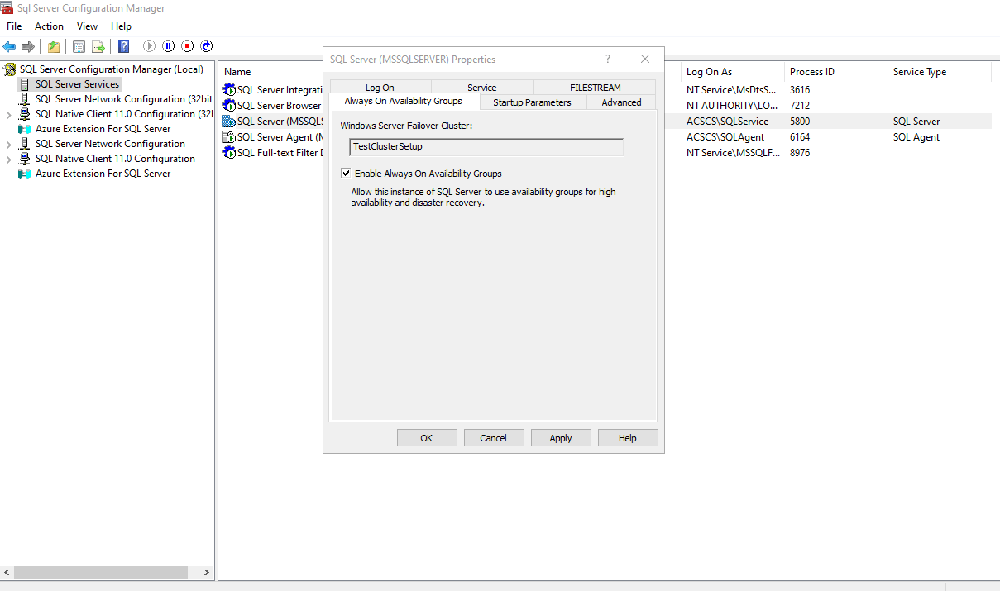 Sql Server Configuration Manager
File Action View Help
SQL Server Configuration Manager (Local)
SQL Server Services
SQL Server Network Configuration (32bit
SQL Native Client 11.0 Configuration (32b
Azure Extension For SQL Server
SQL Server Network Configuration
SQL Native Client 11.0 Configuration
Azure Extension For SQL Server
Name Log On As Process ID Service Type
SQL Server Integrati NT Service\MsDtsS... 3616
SQL Server Browser NT AUTHORITY\LO... 7212
SQL Server (MSSQLS ACSCS\SQLService 5800 SQL Server
SQL Server Agent (M ACSCS\SQLAgent 6164 SQL Agent
SQL Full-text Filter D NT Service\MSSQLF... 8976
SQL Server (MSSQLSERVER) Properties ?
Log On Service FILESTREAM
Always On Availability Groups Startup Parameters Advanced
Windows Server Failover Cluster:
TestClusterSetup
Enable Always On Availability Groups
Allow this instance of SQL Server to use availability groups for high
availability and disaster recovery.
OK Cancel Apply Help